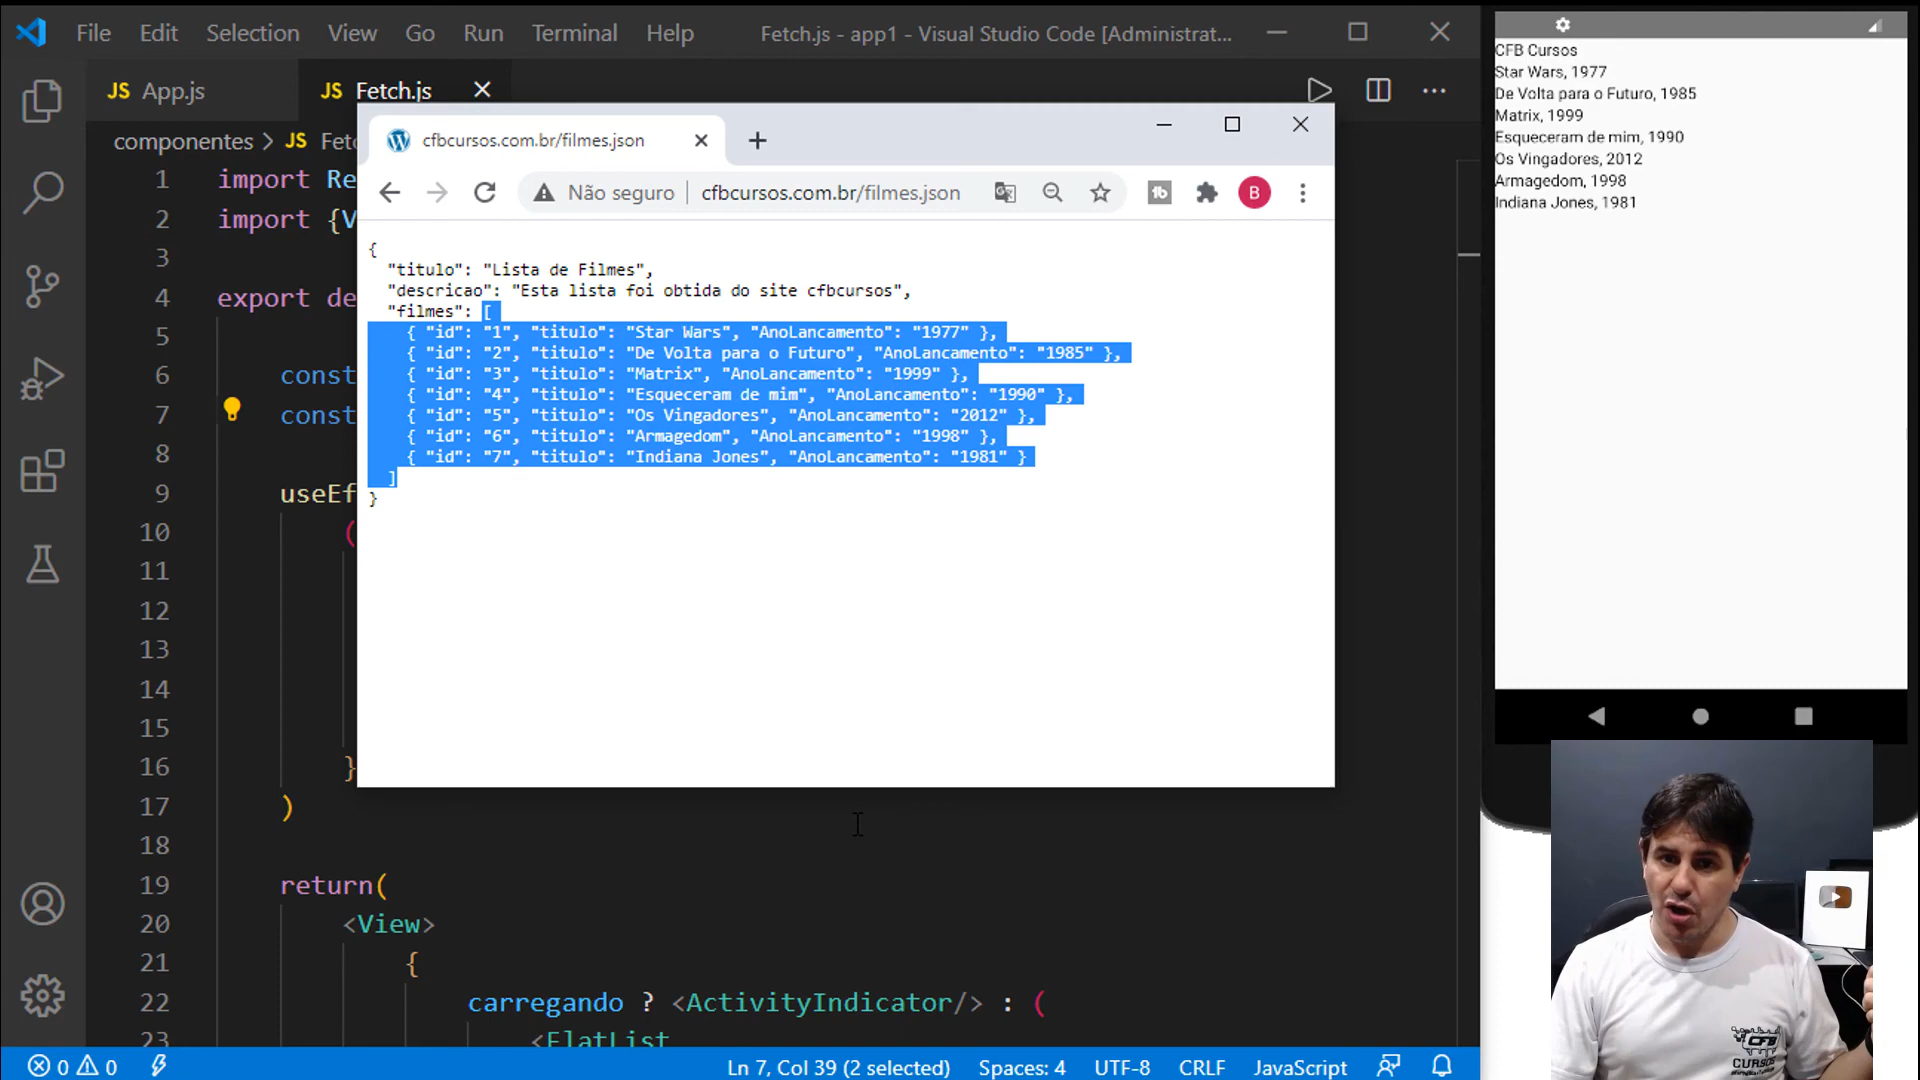 File Edit Selection View Go Run Terminal Help
Fetch.js - app1 - Visual Studio Code [Administrat...
JS App.js
JS Fetch.js
componentes > JS Fetc
cfbcursos.com.br/filmes.json
Não seguro | cfbcursos.com.br/filmes.json
B
{
"titulo": "Lista de Filmes",
"descricao": "Esta lista foi obtida do site cfbcursos",
"filmes": [
{ "id": "1", "titulo": "Star Wars", "AnoLancamento": "1977" },
{ "id": "2", "titulo": "De Volta para o Futuro", "AnoLancamento": "1985" },
{ "id": "3", "titulo": "Matrix", "AnoLancamento": "1999" },
{ "id": "4", "titulo": "Esqueceram de mim", "AnoLancamento": "1990" },
{ "id": "5", "titulo": "Os Vingadores", "AnoLancamento": "2012" },
{ "id": "6", "titulo": "Armagedom", "AnoLancamento": "1998" },
{ "id": "7", "titulo": "Indiana Jones", "AnoLancamento": "1981" }
]
}
1 import Re
2 import {V
3
4 export de
5
6 const
7 const
8
9 useEf
10 (
11
12
13
14
15
16 }
17 )
18
19 return(
20 <View>
21 {
22 carregando ? <ActivityIndicator/> : (
23 <FlatList
0 0
Ln 7, Col 39 (2 selected) Spaces: 4 UTF-8 CRLF JavaScript
CFB Cursos
Star Wars, 1977
De Volta para o Futuro, 1985
Matrix, 1999
Esqueceram de mim, 1990
Os Vingadores, 2012
Armagedom, 1998
Indiana Jones, 1981
CFB
CURSOS